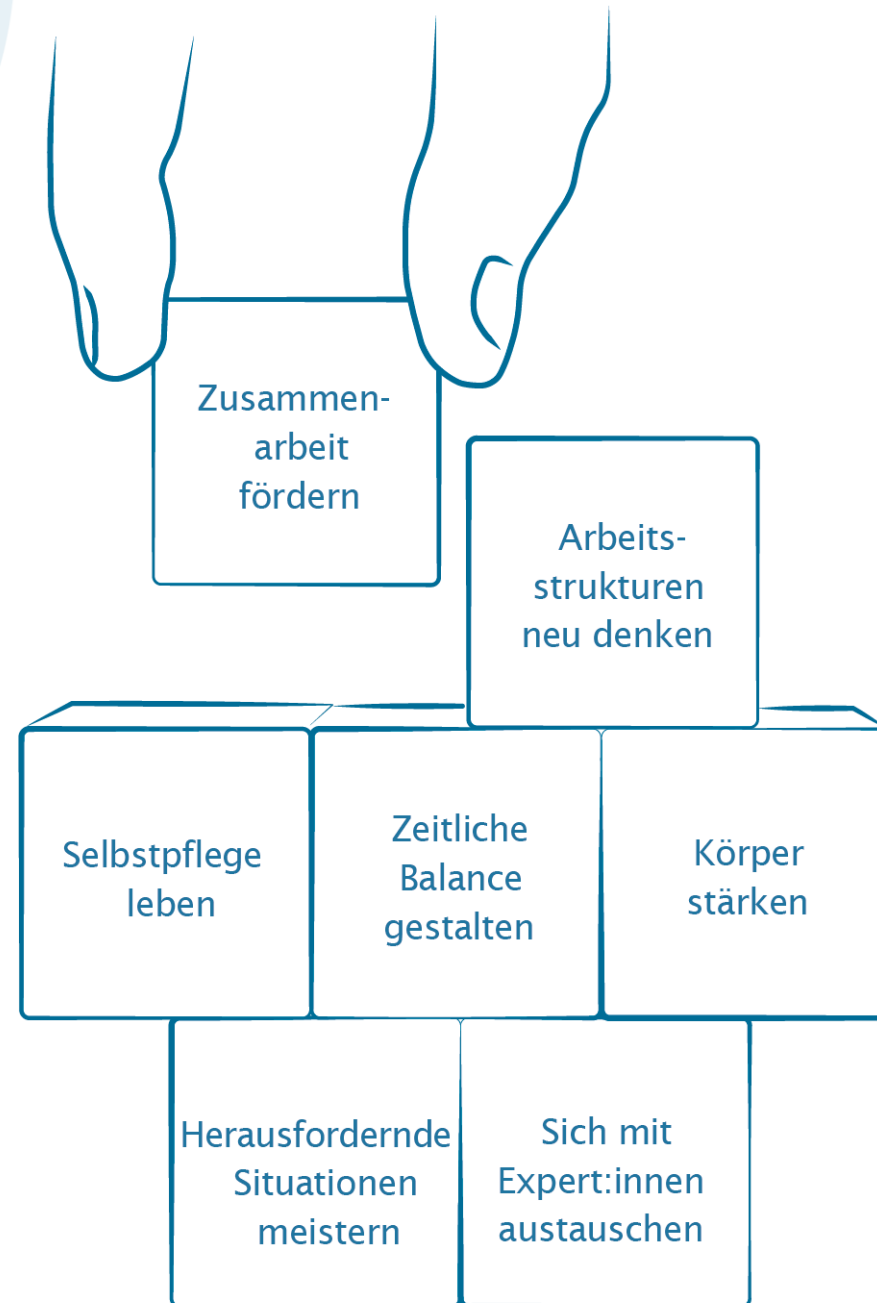 Zusammen-
arbeit
fördern
Arbeits-
strukturen
neu denken
Selbstpflege
leben
Zeitliche
Balance
gestalten
Körper
stärken
Herausfordernde
Situationen
meistern
Sich mit
Expert:innen
austauschen